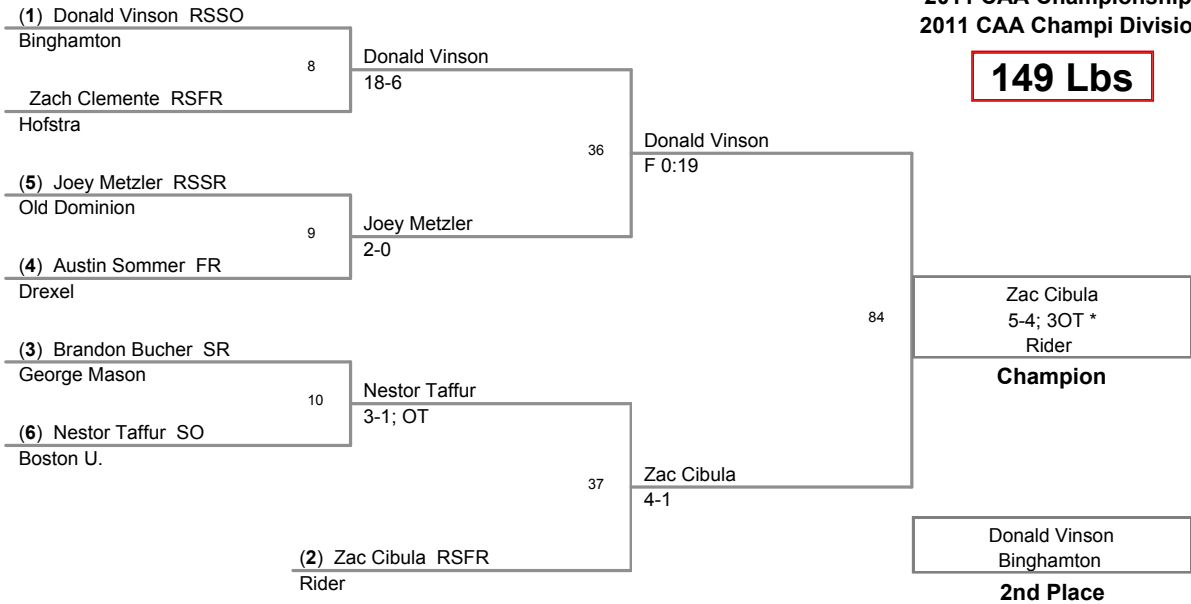 2011 CAA Championship
2011 CAA Champi Divisio
149 Lbs
(1) Donald Vinson RSSO
Binghamton
8
Zach Clemente RSFR
Hofstra
Donald Vinson
18-6
(5) Joey Metzler RSSR
Old Dominion
9
(4) Austin Sommer FR
Drexel
Joey Metzler
2-0
36
Donald Vinson
F 0:19
(3) Brandon Bucher SR
George Mason
10
(6) Nestor Taffur SO
Boston U.
Nestor Taffur
3-1; OT
37
(2) Zac Cibula RSFR
Rider
Zac Cibula
4-1
84
Zac Cibula
5-4; 3OT *
Rider
Champion
Donald Vinson
Binghamton
2nd Place